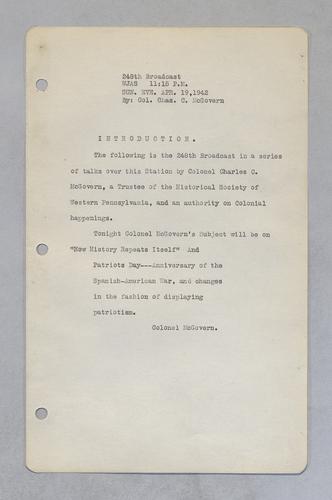 248th Broadcast
WJAS 11:15 P.M.
SUN. EVE. APR. 19,1942
By: Col. Chas. C. McGovern
INTRODUCTION.
The following is the 248th Broadcast in a series
of talks over this Station by Colonel Charles C.
McGovern, a Trustee of the Historical Society of
Western Pennsylvania, and an authority on Colonial
happenings.
Tonight Colonel McGovern's Subject will be on
"How History Repeats Itself" And
Patriots Day---Anniversary of the
Spanish-American War, and changes
in the fashion of displaying
patriotism.
Colonel McGovern.